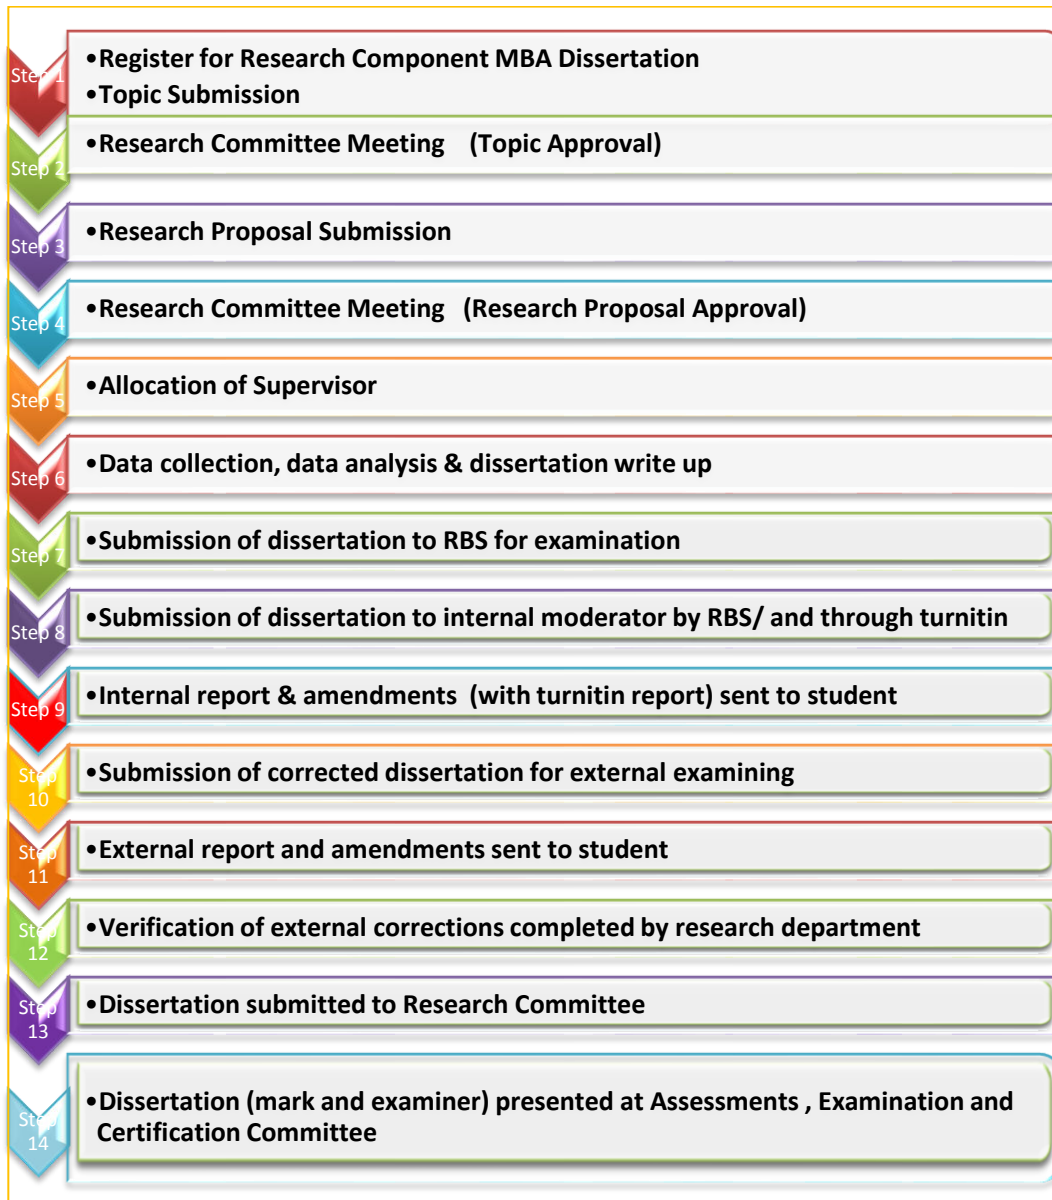 Step 1
•Register for Research Component MBA Dissertation
•Topic Submission
Step 2
•Research Committee Meeting (Topic Approval)
Step 3
•Research Proposal Submission
Step 4
•Research Committee Meeting (Research Proposal Approval)
Step 5
•Allocation of Supervisor
Step 6
•Data collection, data analysis & dissertation write up
Step 7
•Submission of dissertation to RBS for examination
Step 8
•Submission of dissertation to internal moderator by RBS/ and through turnitin
Step 9
•Internal report & amendments (with turnitin report) sent to student
Step
10
•Submission of corrected dissertation for external examining
Step
11
•External report and amendments sent to student
Step
12
•Verification of external corrections completed by research department
Step
13
•Dissertation submitted to Research Committee
Step
14
•Dissertation (mark and examiner) presented at Assessments , Examination and
Certification Committee